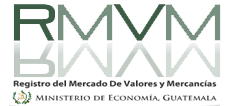 RMVM
Registro del Mercado De Valores y Mercancías
MINISTERIO DE ECONOMÍA, GUATEMALA